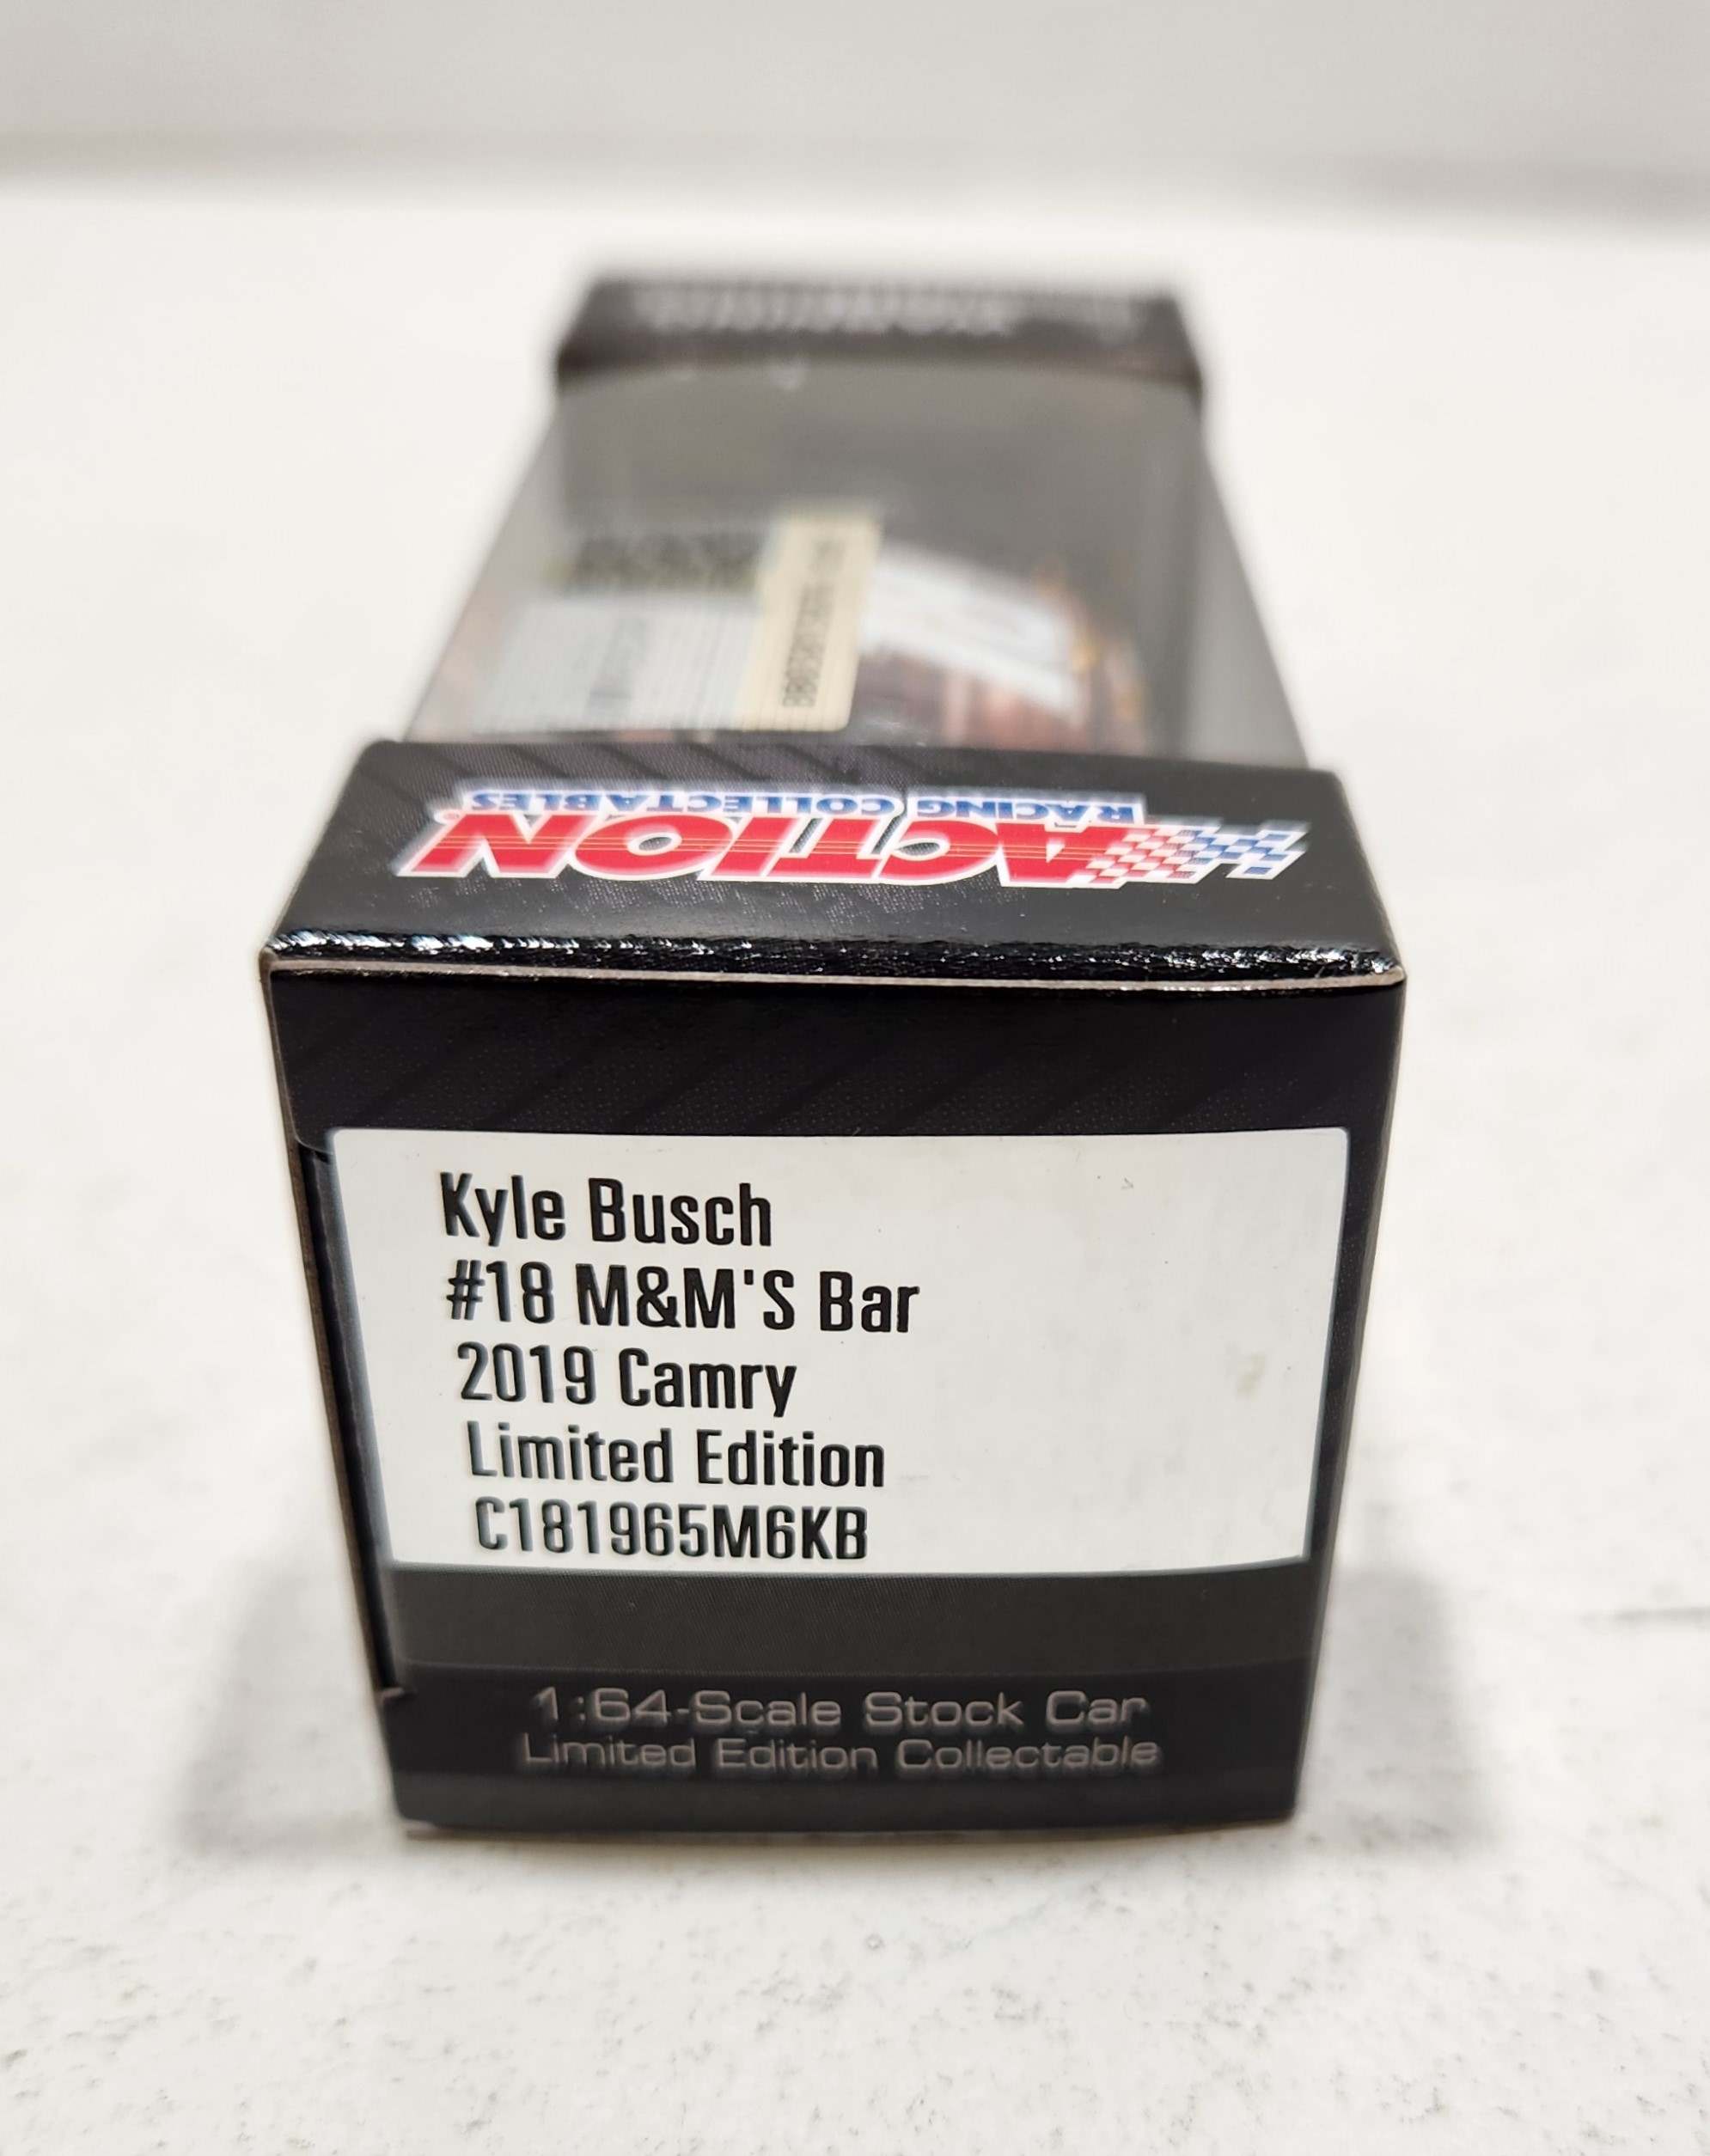 RACING COLLECTABLES
ACTION
Kyle Busch
#18 M&M'S Bar
2019 Camry
Limited Edition
C181965M6KB
1:64-Scale Stock Car
Limited Edition Collectable